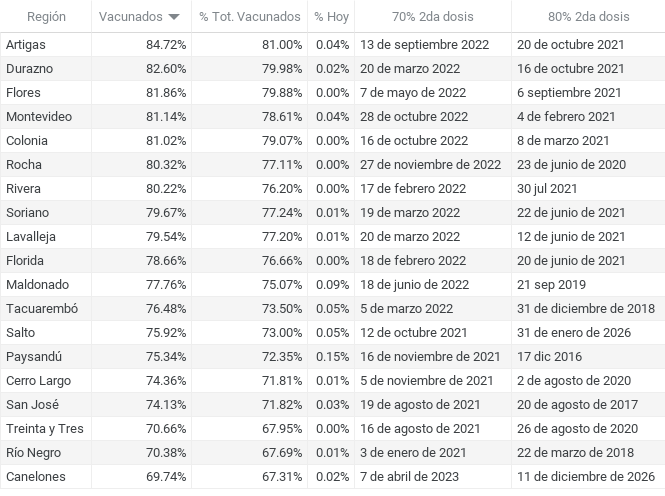 Región Vacunados % Tot. Vacunados % Hoy 70% 2da dosis 80% 2da dosis
Artigas 84.72% 81.00% 0.04% 13 de septiembre 2022 20 de octubre 2021
Durazno 82.60% 79.98% 0.02% 20 de marzo 2022 16 de octubre 2021
Flores 81.86% 79.88% 0.00% 7 de mayo de 2022 6 septiembre 2021
Montevideo 81.14% 78.61% 0.04% 28 de octubre 2022 4 de febrero 2021
Colonia 81.02% 79.07% 0.00% 16 de octubre 2022 8 de marzo 2021
Rocha 80.32% 77.11% 0.00% 27 de noviembre de 2022 23 de junio de 2020
Rivera 80.22% 76.20% 0.00% 17 de febrero 2022 30 jul 2021
Soriano 79.67% 77.24% 0.01% 19 de marzo 2022 22 de junio de 2021
Lavalleja 79.54% 77.20% 0.01% 20 de marzo 2022 12 de junio de 2021
Florida 78.66% 76.66% 0.00% 18 de febrero 2022 20 de junio de 2021
Maldonado 77.76% 75.07% 0.09% 18 de junio de 2022 21 sep 2019
Tacuarembó 76.48% 73.50% 0.05% 5 de marzo 2022 31 de diciembre de 2018
Salto 75.92% 73.00% 0.05% 12 de octubre 2021 31 de enero de 2026
Paysandú 75.34% 72.35% 0.15% 16 de noviembre de 2021 17 dic 2016
Cerro Largo 74.36% 71.81% 0.01% 5 de noviembre de 2021 2 de agosto de 2020
San José 74.13% 71.82% 0.03% 19 de agosto de 2021 20 de agosto de 2017
Treinta y Tres 70.66% 67.95% 0.00% 16 de agosto de 2021 26 de agosto de 2020
Río Negro 70.38% 67.69% 0.01% 3 de enero de 2021 22 de marzo de 2018
Canelones 69.74% 67.31% 0.02% 7 de abril de 2023 11 de diciembre de 2026